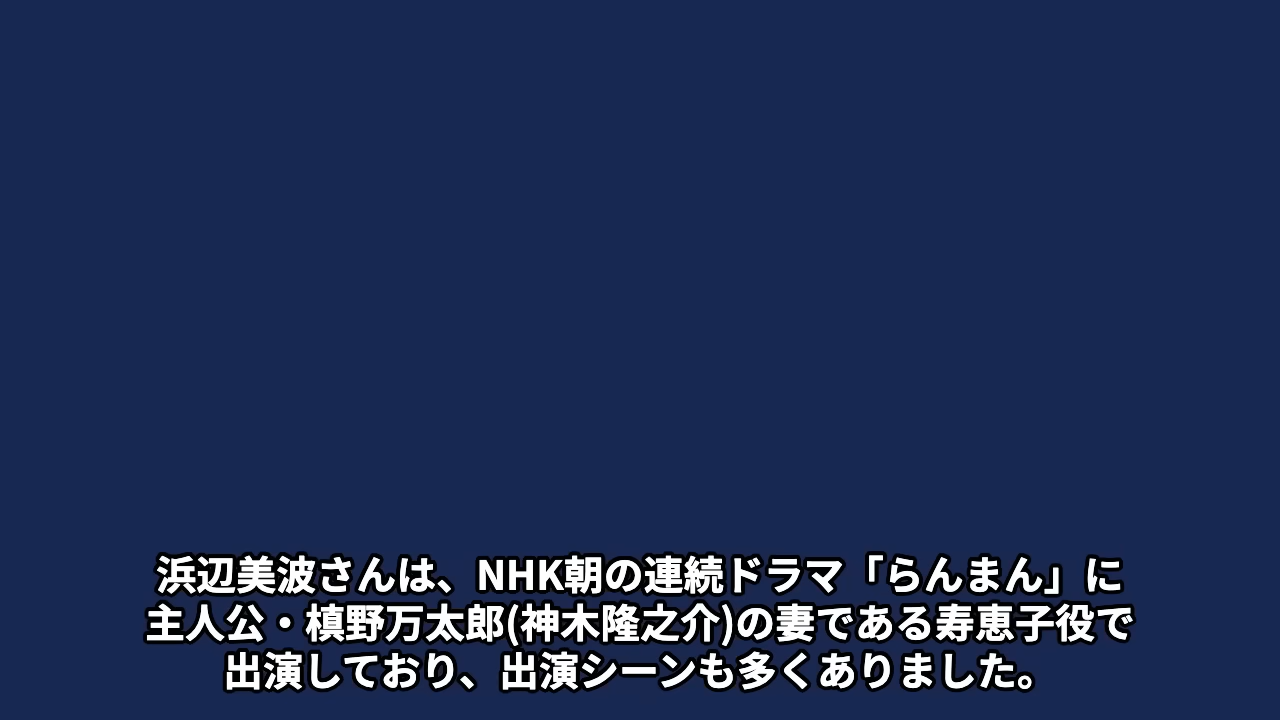 浜辺美波さんは、NHK朝の連続ドラマ「らんまん」に
主人公・槙野万太郎(神木隆之介)の妻である寿恵子役で
出演しており、出演シーンも多くありました。